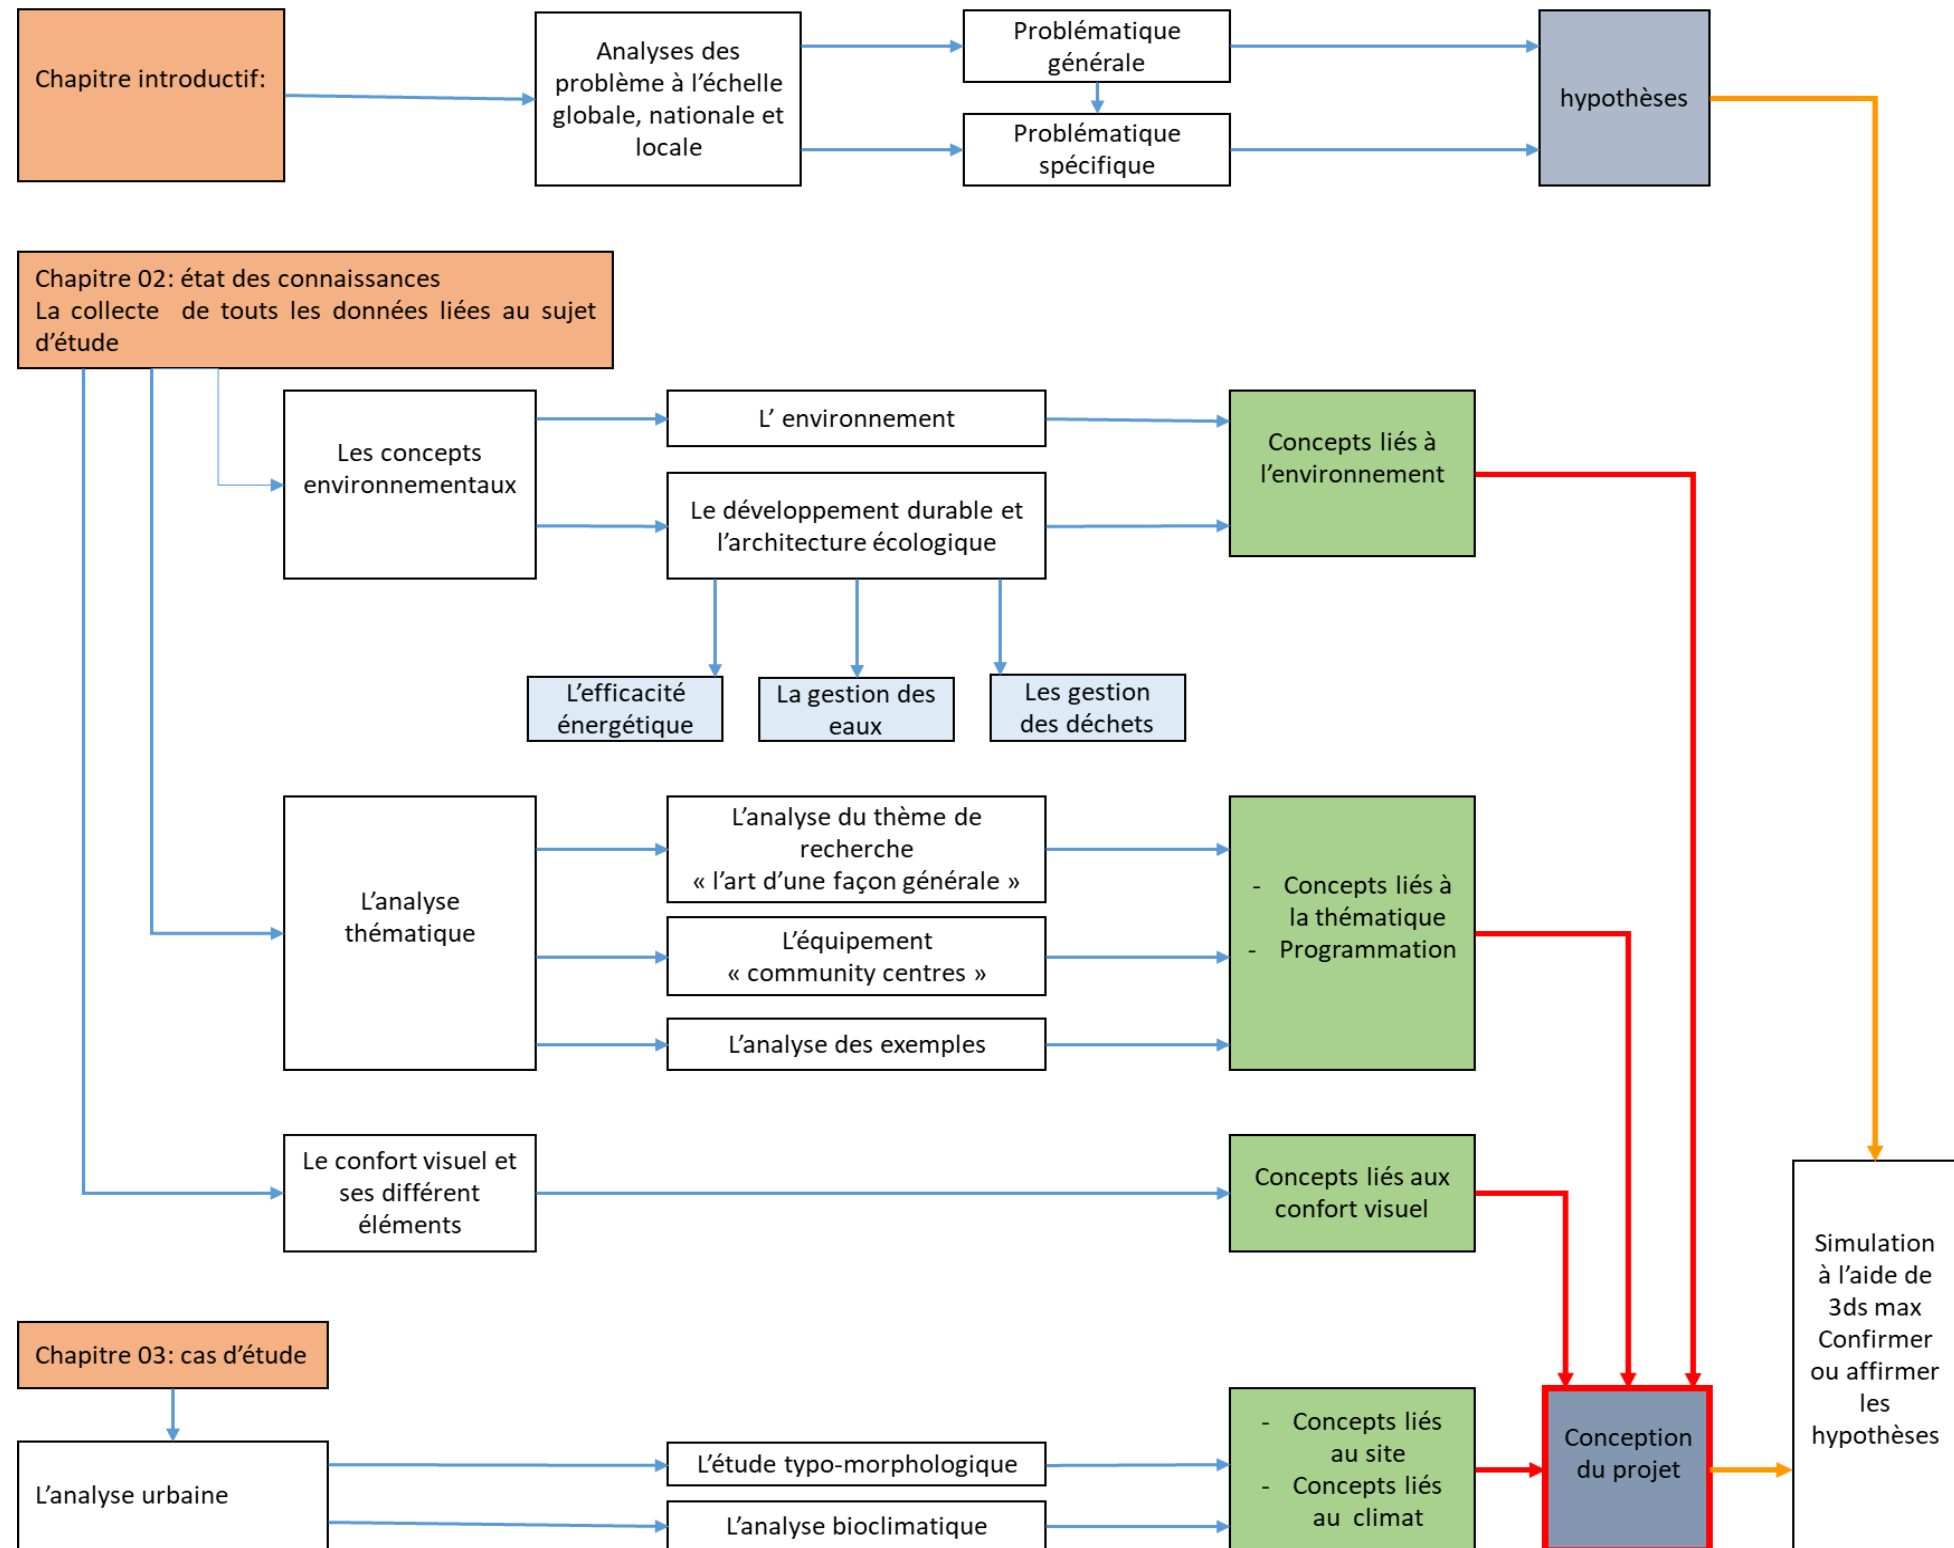 Chapitre introductif:
Analyses des
problème à l’échelle
globale, nationale et
locale
Problématique
générale
Problématique
spécifique
hypothèses
Chapitre 02: état des connaissances
La collecte de touts les données liées au sujet
d’étude
Les concepts
environnementaux
L’ environnement
Le développement durable et
l’architecture écologique
Concepts liés à
l’environnement
L’efficacité
énergétique
La gestion des
eaux
Les gestion
des déchets
L’analyse
thématique
L’analyse du thème de
recherche
« l’art d’une façon générale »
L’équipement
« community centres »
L’analyse des exemples
- Concepts liés à
la thématique
- Programmation
Le confort visuel et
ses différent
éléments
Concepts liés aux
confort visuel
Simulation
à l’aide de
3ds max
Confirmer
ou affirmer
les
hypothèses
Chapitre 03: cas d’étude
L’analyse urbaine
L’étude typo-morphologique
L’analyse bioclimatique
- Concepts liés
au site
- Concepts liés
au climat
Conception
du projet